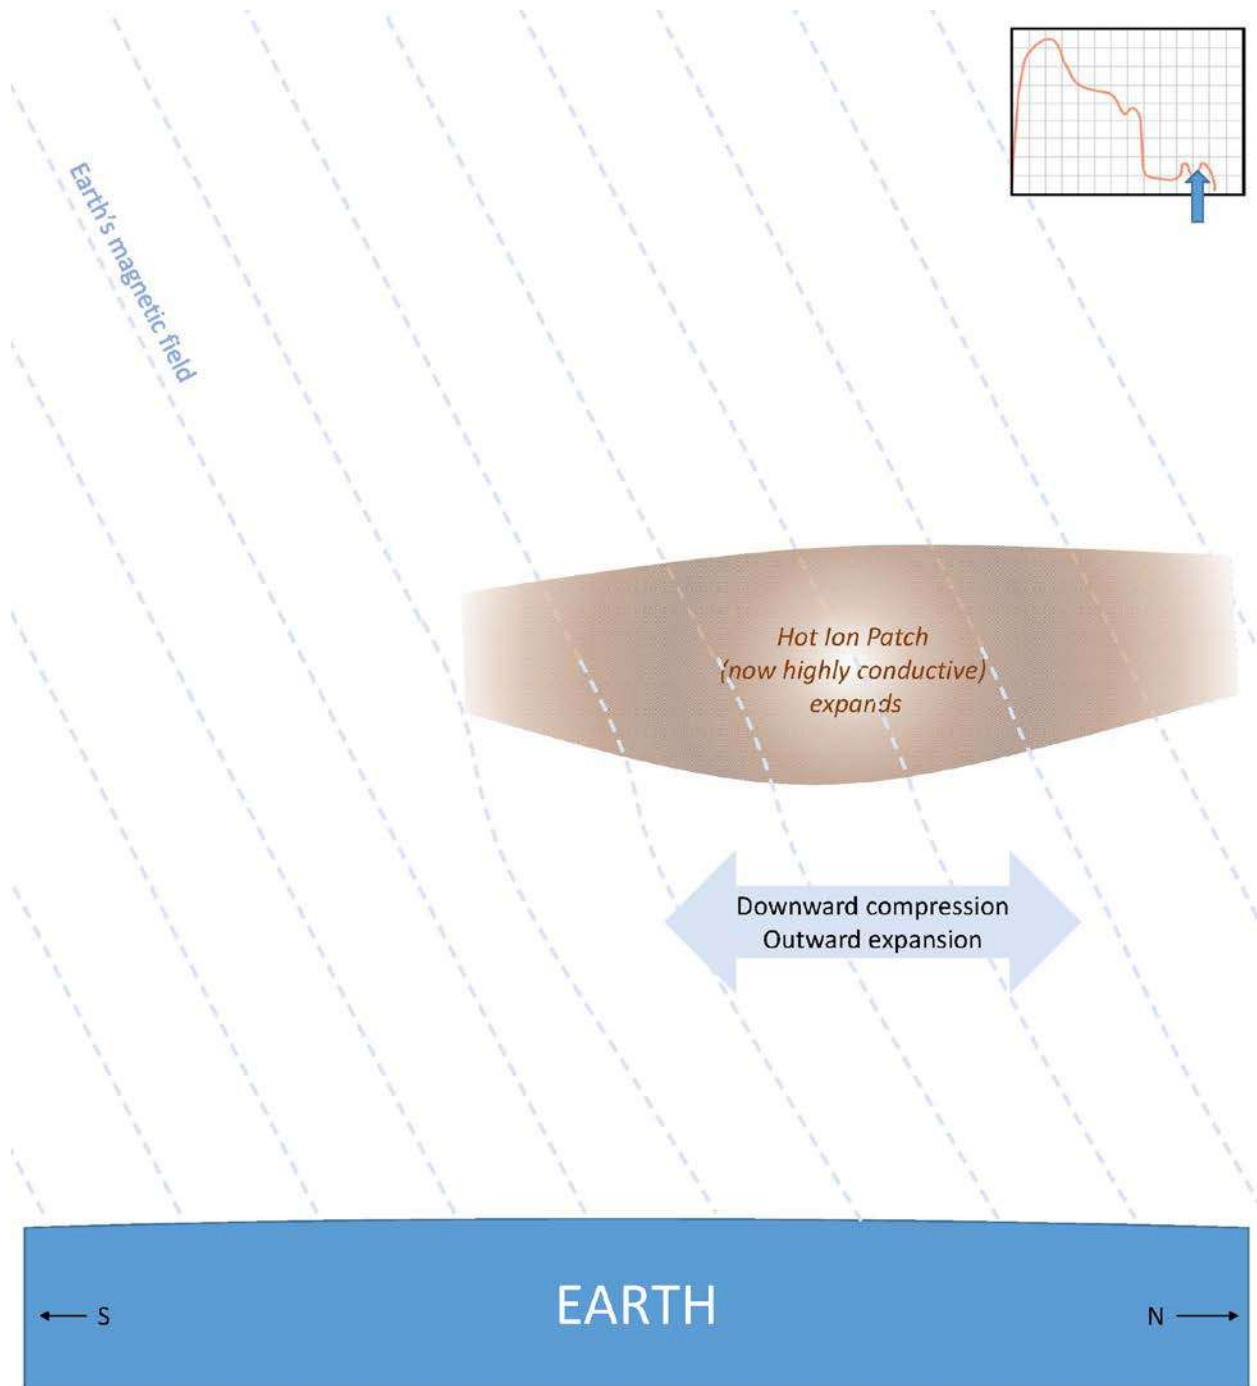 Earth's magnetic field
Hot Ion Patch
(now highly conductive)
expands
Downward compression
Outward expansion
S
EARTH
N